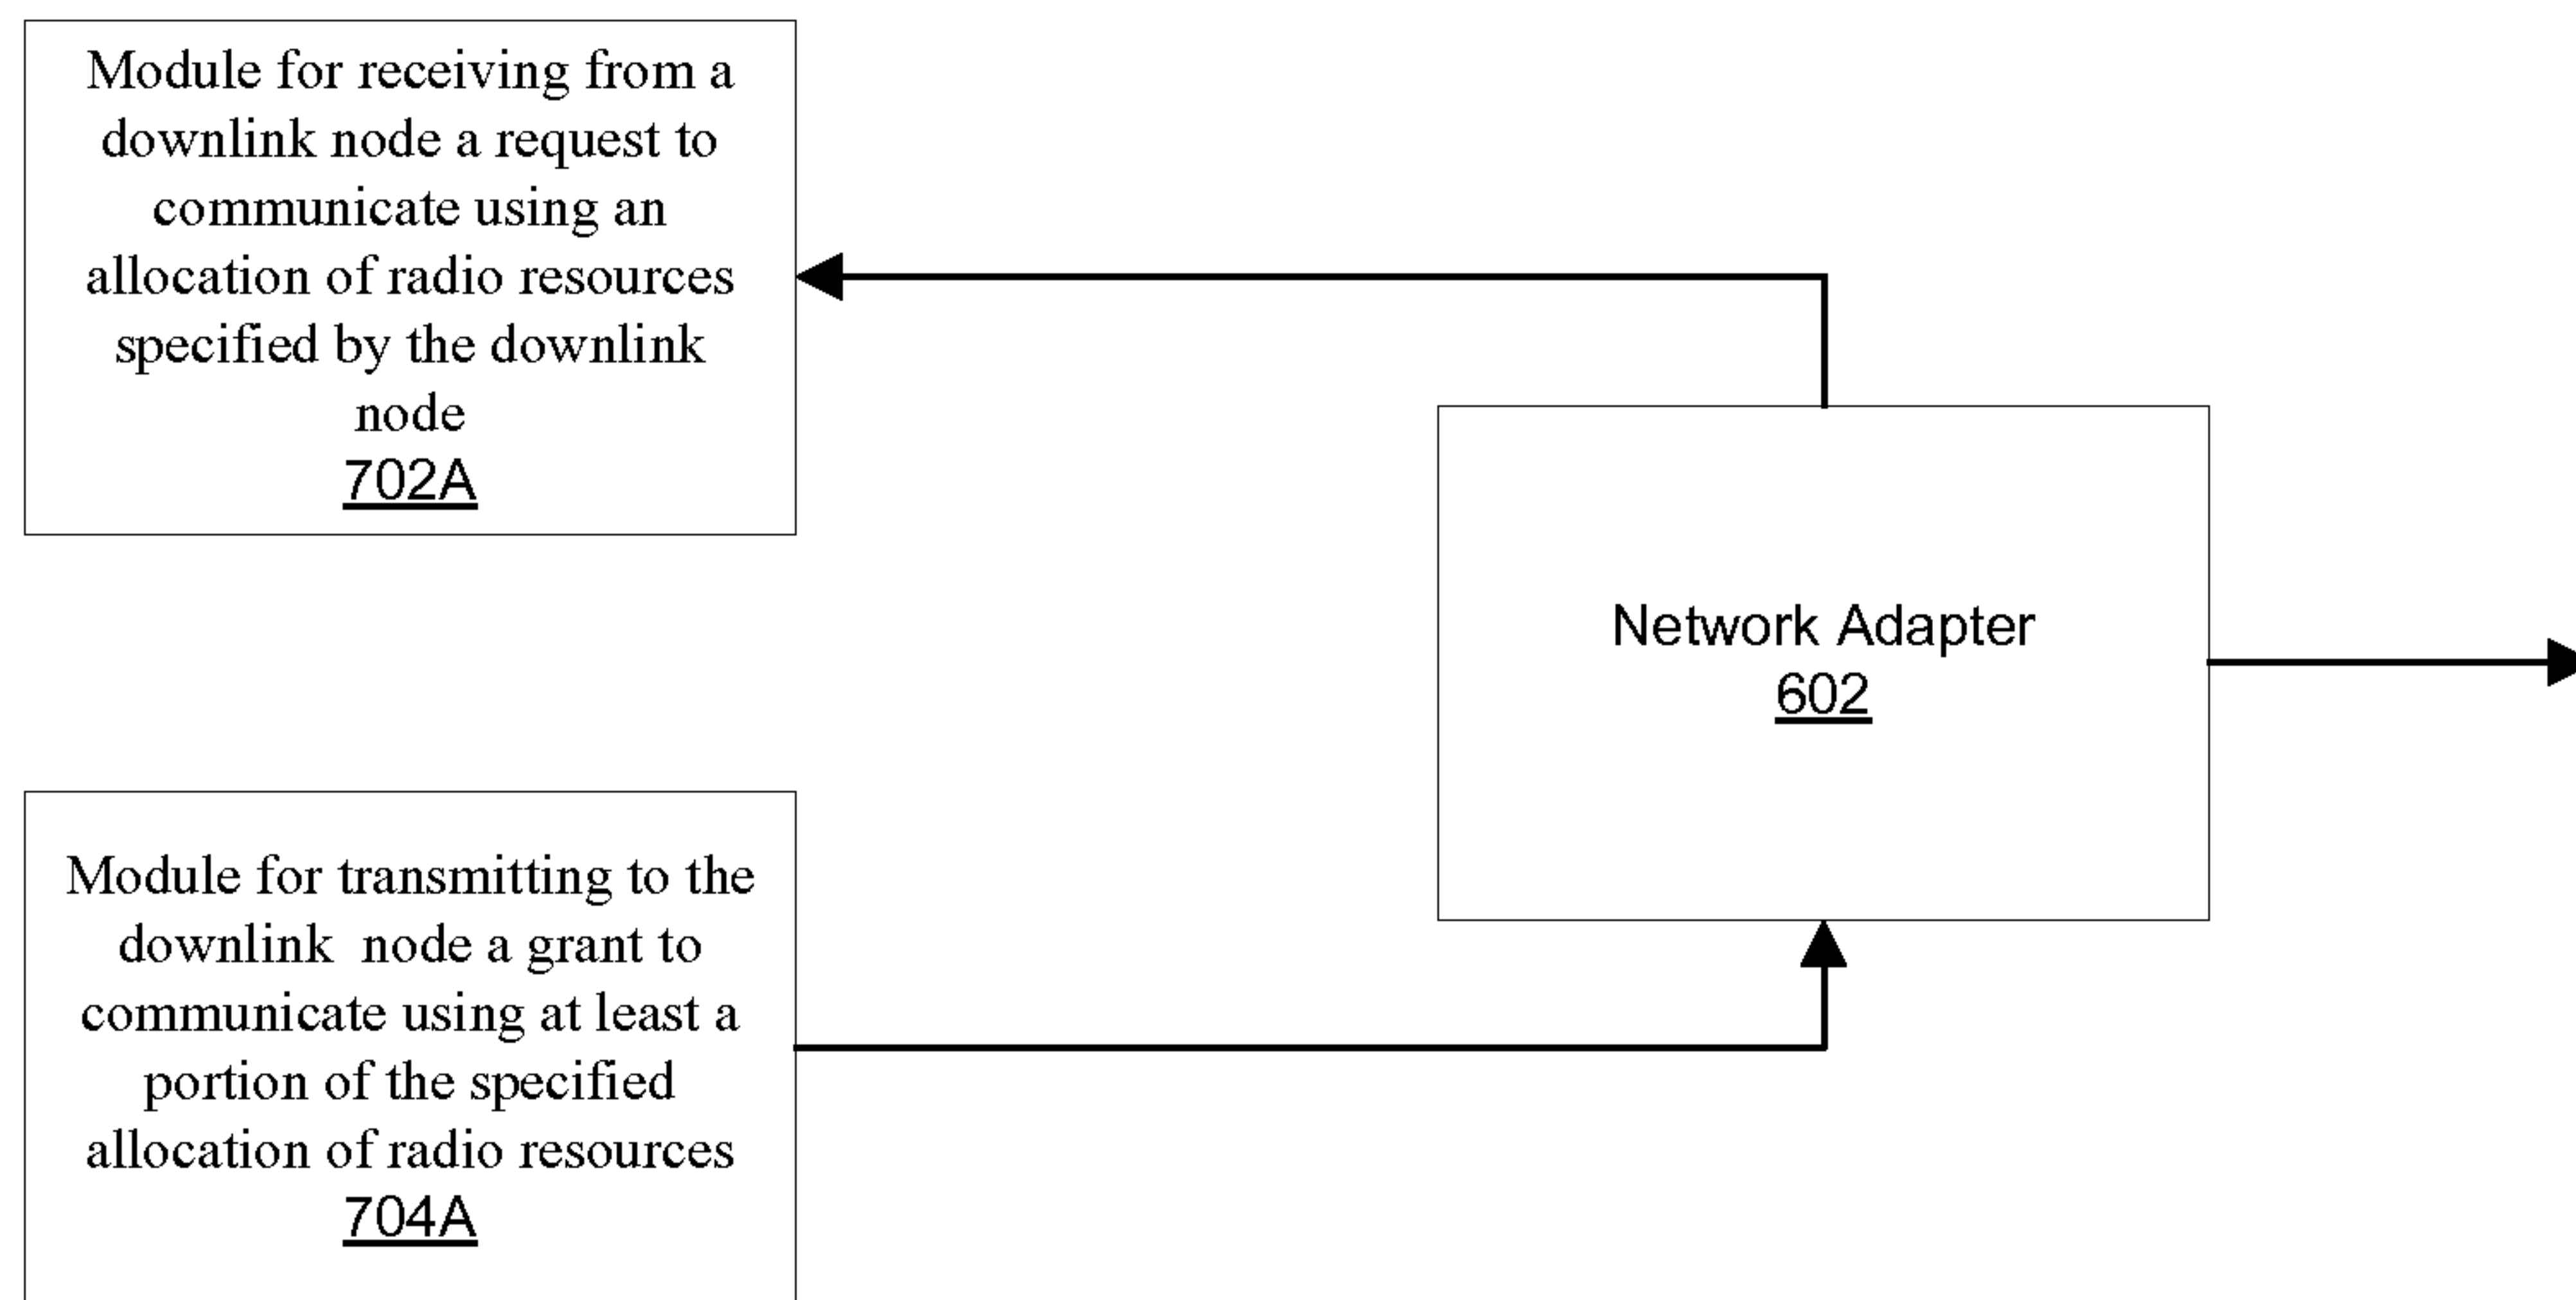 Module for receiving from a
downlink node a request to
communicate using an
allocation of radio resources
specified by the downlink
node
702A
Network Adapter
602
Module for transmitting to the
downlink  node a grant to
communicate using at least a
portion of the specified
allocation of radio resources
704A